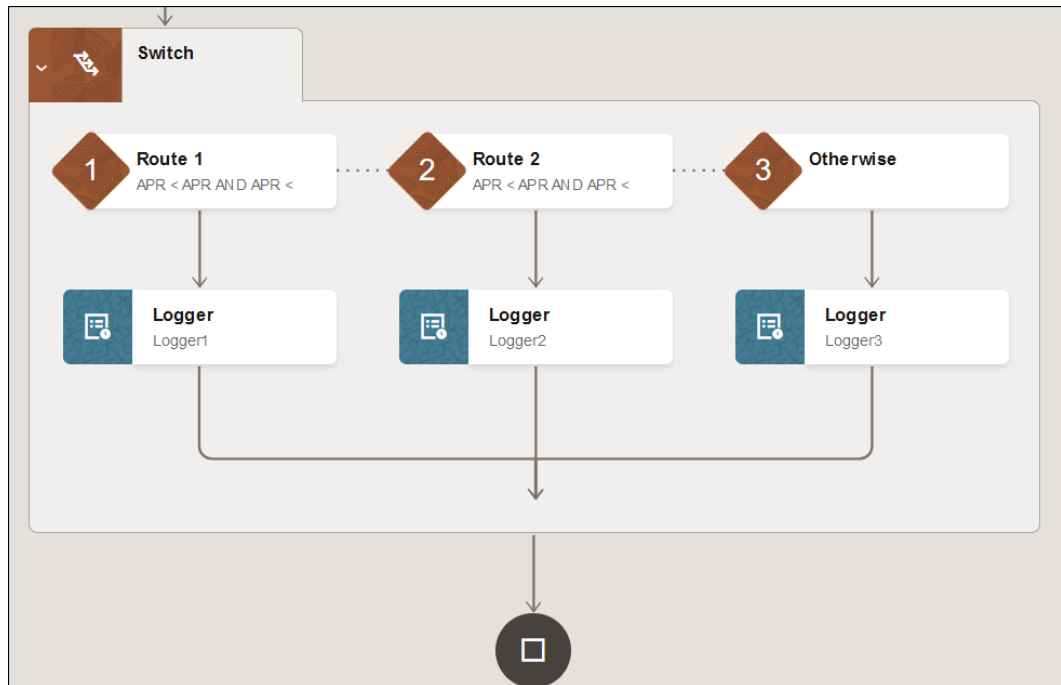 Switch
1
Route 1
APR < APR AND APR <
2
Route 2
APR < APR AND APR <
3
Otherwise
Logger
Logger1
Logger
Logger2
Logger
Logger3